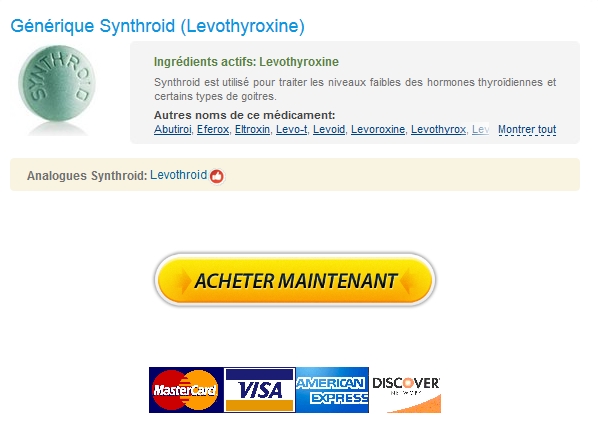 Générique Synthroid (Levothyroxine)
SYNTHROID
Ingrédients actifs: Levothyroxine
Synthroid est utilisé pour traiter les niveaux faibles des hormones thyroïdiennes et
certains types de goitres.
Autres noms de ce médicament:
Abutiroi, Eferox, Eltroxin, Levo-t, Levoid, Levoroxine, Levothyrox, Lev Montrer tout
Analogues Synthroid: Levothroid
ACHETER MAINTENANT
MasterCard VISA AMERICAN EXPRESS DISCOVER NETWORK